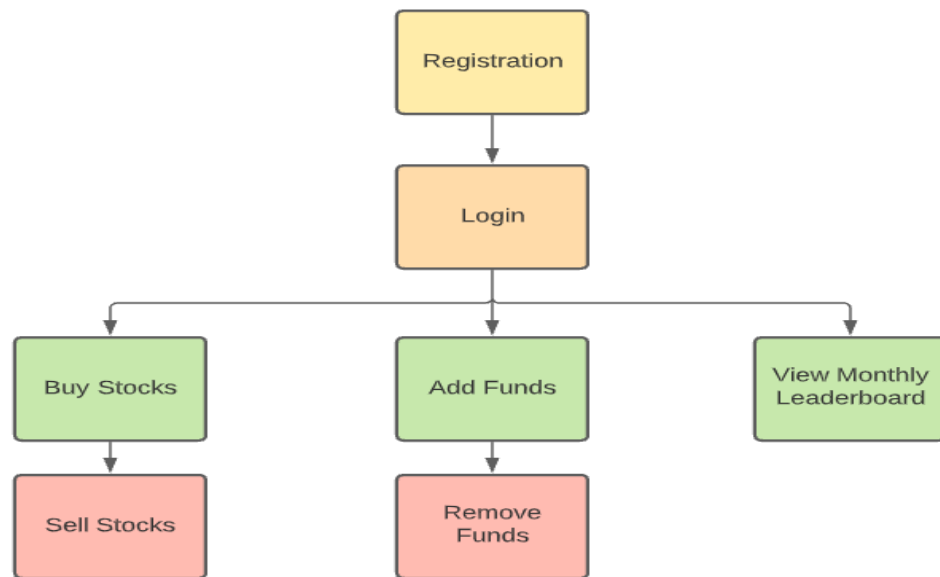 Registration
Login
Buy Stocks
Add Funds
View Monthly
Leaderboard
Sell Stocks
Remove
Funds